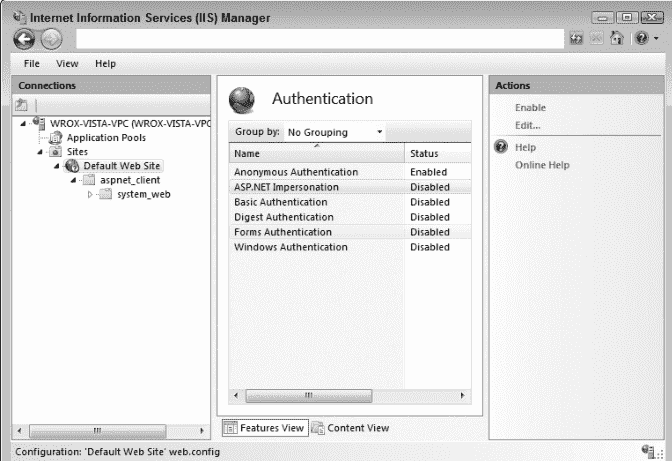 Internet Information Services (IIS) Manager
File View Help
Connections
WROX-VISTA-VPC (WROX-VISTA-VPC
Application Pools
Sites
Default Web Site
aspnet_client
system_web
Authentication
Group by: No Grouping
Name Status
Anonymous Authentication Enabled
ASP.NET Impersonation Disabled
Basic Authentication Disabled
Digest Authentication Disabled
Forms Authentication Disabled
Windows Authentication Disabled
Features View Content View
Actions
Enable
Edit...
Help
Online Help
Configuration: 'Default Web Site' web.config